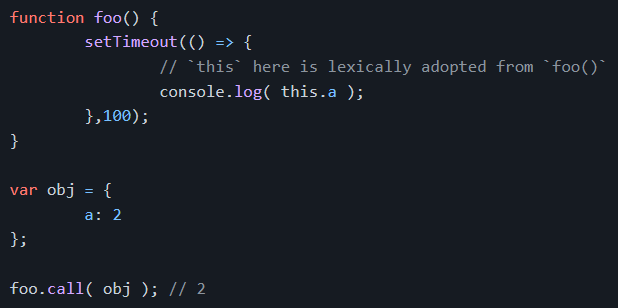 function foo() {
        setTimeout(() => {
                // `this` here is lexically adopted from `foo()`
                console.log( this.a );
        },100);
}

var obj = {
        a: 2
};

foo.call( obj ); // 2